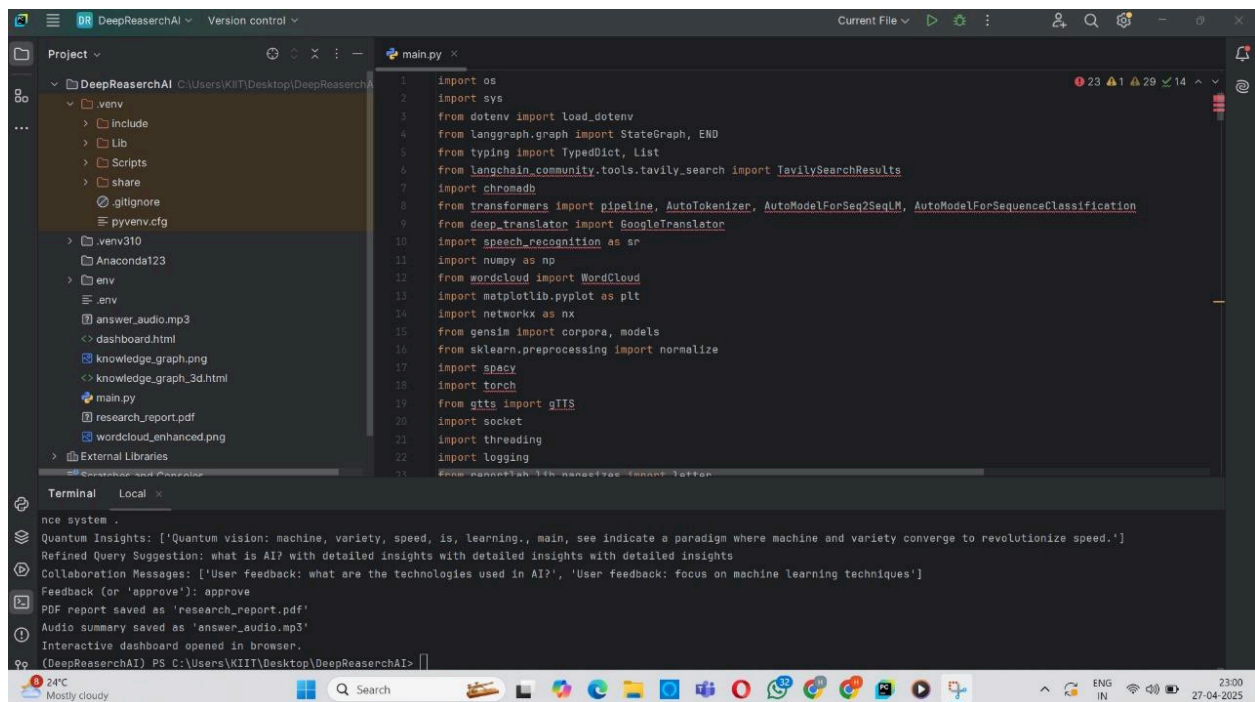 DR DeepReaserchAI Version control Current File
Project
main.py
DeepReaserchAI C:\Users\KIIT\Desktop\DeepReaserchA
.venv
include
Lib
Scripts
share
.gitignore
pyvenv.cfg
.venv310
Anaconda123
env
.env
answer_audio.mp3
dashboard.html
knowledge_graph.png
knowledge_graph_3d.html
main.py
research_report.pdf
wordcloud_enhanced.png
External Libraries
Scratches and Consoles
23 1 29 14
1 import os
2 import sys
3 from dotenv import load_dotenv
4 from langgraph.graph import StateGraph, END
5 from typing import TypedDict, List
6 from langchain_community.tools.tavily_search import TavilySearchResults
7 import chromadb
8 from transformers import pipeline, AutoTokenizer, AutoModelForSeq2SeqLM, AutoModelForSequenceClassification
9 from deep_translator import GoogleTranslator
10 import speech_recognition as sr
11 import numpy as np
12 from wordcloud import WordCloud
13 import matplotlib.pyplot as plt
14 import networkx as nx
15 from gensim import corpora, models
16 from sklearn.preprocessing import normalize
17 import spacy
18 import torch
19 from gtts import gTTS
20 import socket
21 import threading
22 import logging
23 from reportlab.lib.pagesizes import letter
Terminal Local
nce system .
Quantum Insights: ['Quantum vision: machine, variety, speed, is, learning., main, see indicate a paradigm where machine and variety converge to revolutionize speed.']
Refined Query Suggestion: what is AI? with detailed insights with detailed insights with detailed insights
Collaboration Messages: ['User feedback: what are the technologies used in AI?', 'User feedback: focus on machine learning techniques']
Feedback (or 'approve'): approve
PDF report saved as 'research_report.pdf'
Audio summary saved as 'answer_audio.mp3'
Interactive dashboard opened in browser.
(DeepReaserchAI) PS C:\Users\KIIT\Desktop\DeepReaserchAI>
8 24°C
Mostly cloudy
Search
32
ENG
IN
23:00
27-04-2025